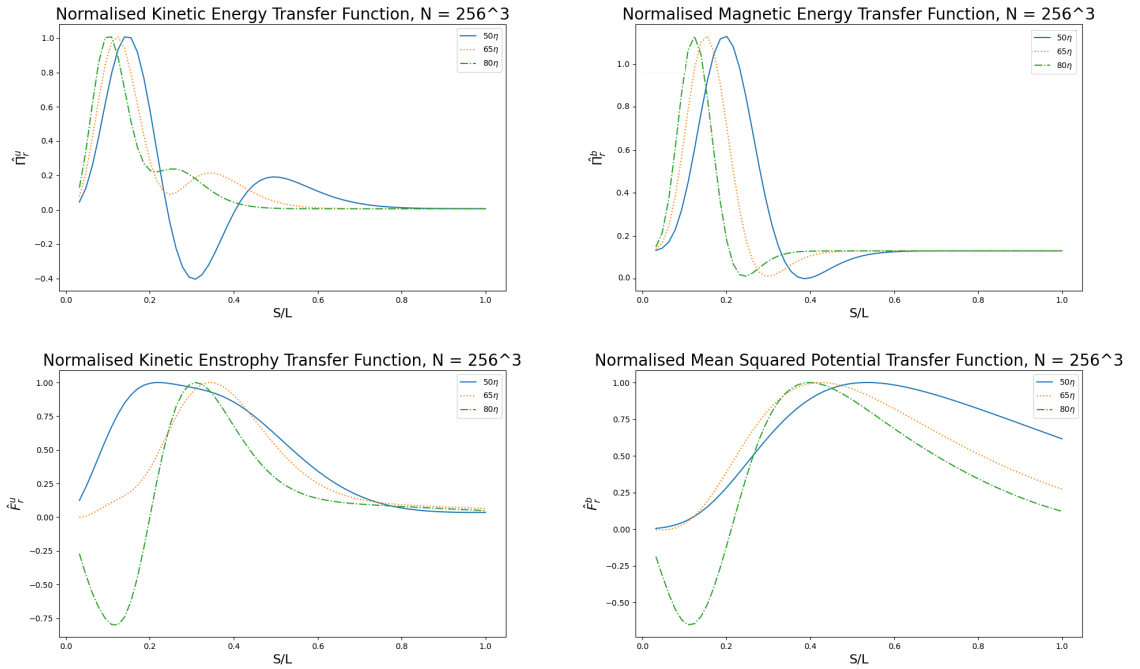 Normalised Kinetic Energy Transfer Function, N = 256^3
1.0
0.8
0.6
0.4
0.2
0.0
−0.2
−0.4
Π̂ᵤʳ
0.0 0.2 0.4 0.6 0.8 1.0
S/L
50η
65η
80η
Normalised Magnetic Energy Transfer Function, N = 256^3
1.0
0.8
0.6
0.4
0.2
0.0
Π̂ᵣᵇ
0.0 0.2 0.4 0.6 0.8 1.0
S/L
50η
65η
80η
Normalised Kinetic Enstrophy Transfer Function, N = 256^3
1.00
0.75
0.50
0.25
0.00
−0.25
−0.50
−0.75
F̂ᵣᵘ
0.0 0.2 0.4 0.6 0.8 1.0
S/L
50η
65η
80η
Normalised Mean Squared Potential Transfer Function, N = 256^3
1.00
0.75
0.50
0.25
0.00
−0.25
−0.50
F̂ᵣᵇ
0.0 0.2 0.4 0.6 0.8 1.0
S/L
50η
65η
80η